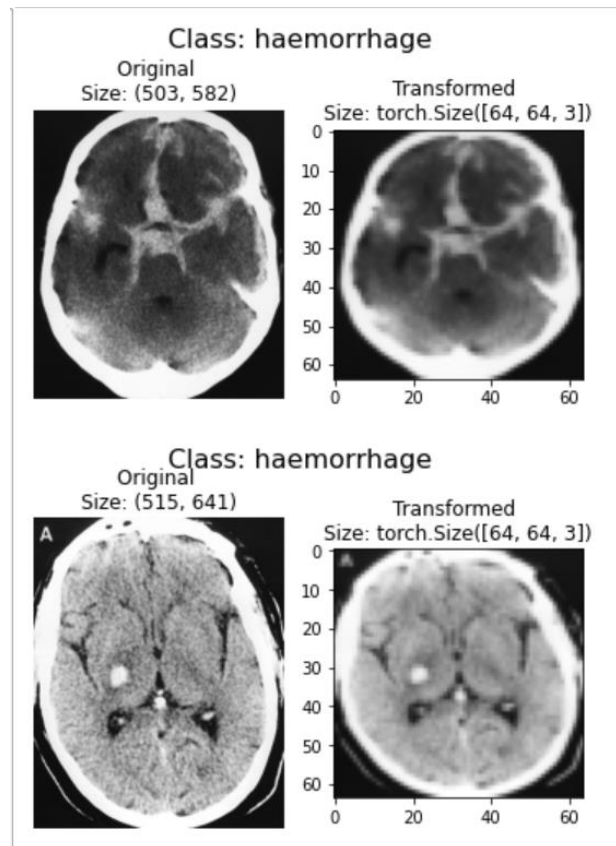 Class: haemorrhage
Original
Size: (503, 582)
Transformed
Size: torch.Size([64, 64, 3])
0
10
20
30
40
50
60
0
20
40
60
Class: haemorrhage
Original
Size: (515, 641)
A
Transformed
Size: torch.Size([64, 64, 3])
A
0
10
20
30
40
50
60
0
20
40
60